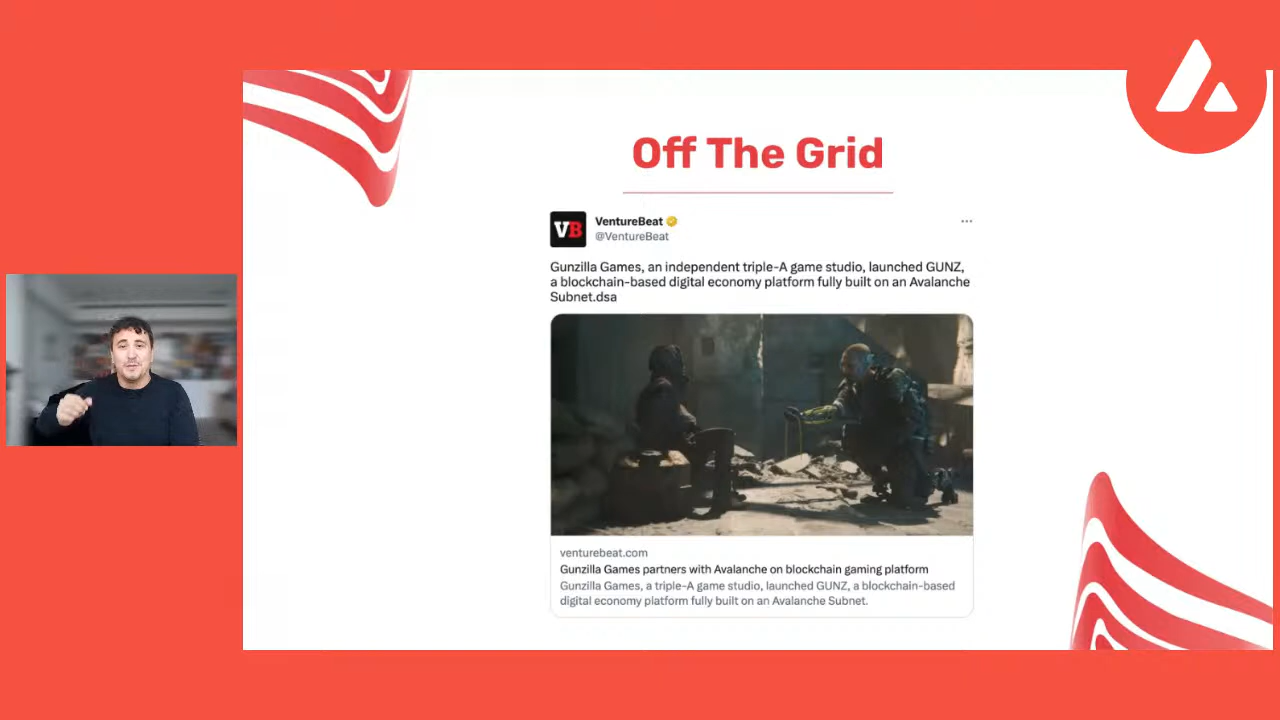 Off The Grid
VB
VentureBeat
@VentureBeat
Gunzilla Games, an independent triple-A game studio, launched GUNZ,
a blockchain-based digital economy platform fully built on an Avalanche
Subnet.dsa
venturebeat.com
Gunzilla Games partners with Avalanche on blockchain gaming platform
Gunzilla Games, a triple-A game studio, launched GUNZ, a blockchain-based
digital economy platform fully built on an Avalanche Subnet.